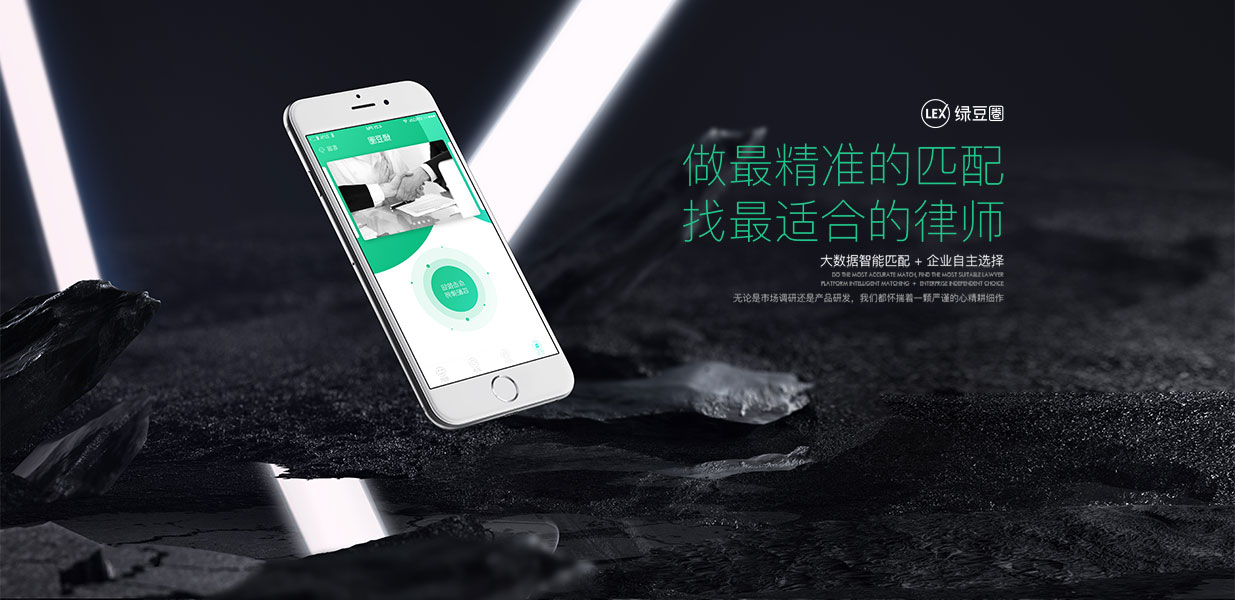 LEX 绿豆圈
做最精准的匹配
找最适合的律师
大数据智能匹配 + 企业自主选择
DO THE MOST ACCURATE MATCH, FIND THE MOST SUITABLE LAWYER
PLATFORM INTELLIGENT MATCHING + ENTERPRISE INDEPENDENT CHOICE
无论是市场调研还是产品研发，我们都怀揣着一颗严谨的心精耕细作